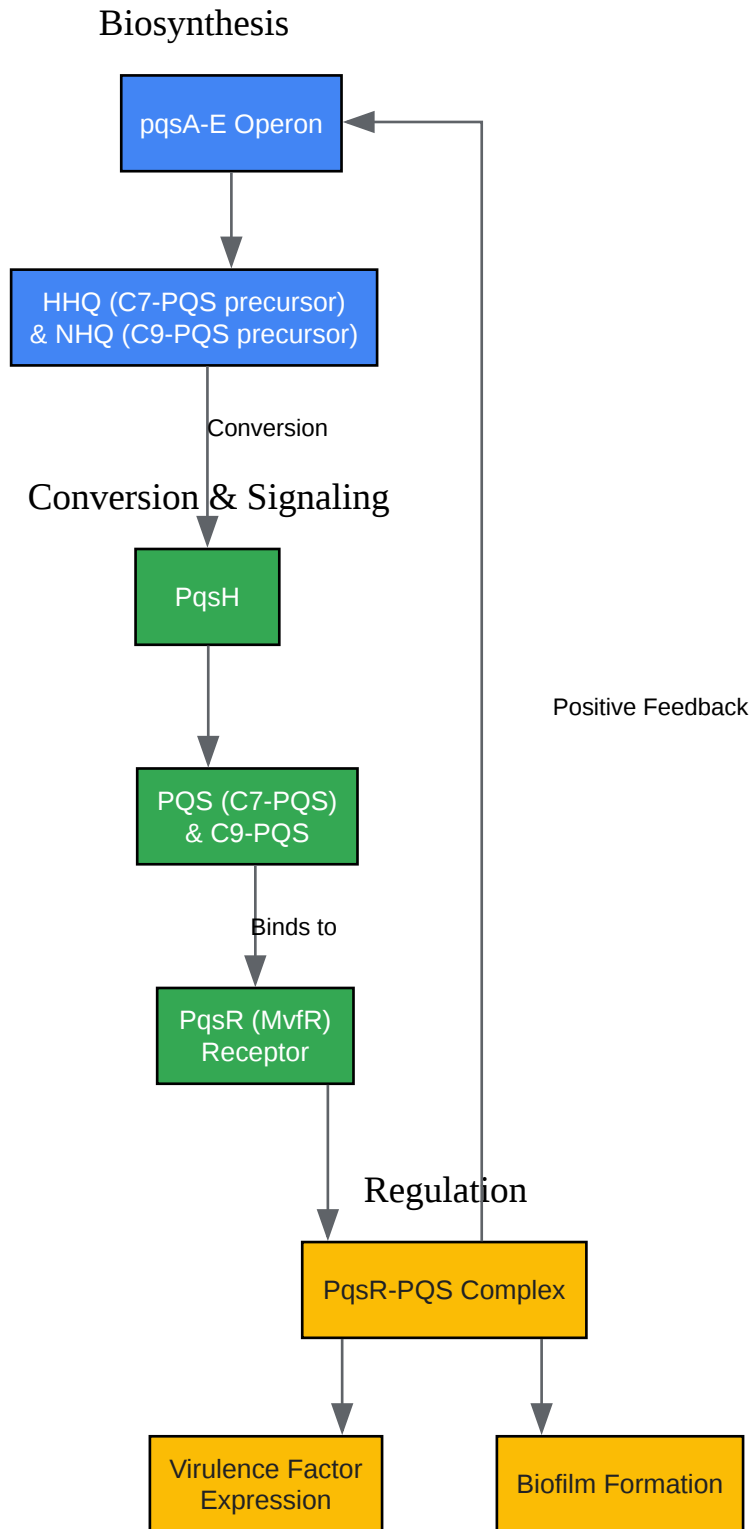 Biosynthesis
pqsA-E Operon
HHQ (C7-PQS precursor)
& NHQ (C9-PQS precursor)
Conversion
Conversion & Signaling
PqsH
Positive Feedback
PQS (C7-PQS)
& C9-PQS
Binds to
PqsR (MvfR)
Receptor
Regulation
PqsR-PQS Complex
Virulence Factor
Expression
Biofilm Formation